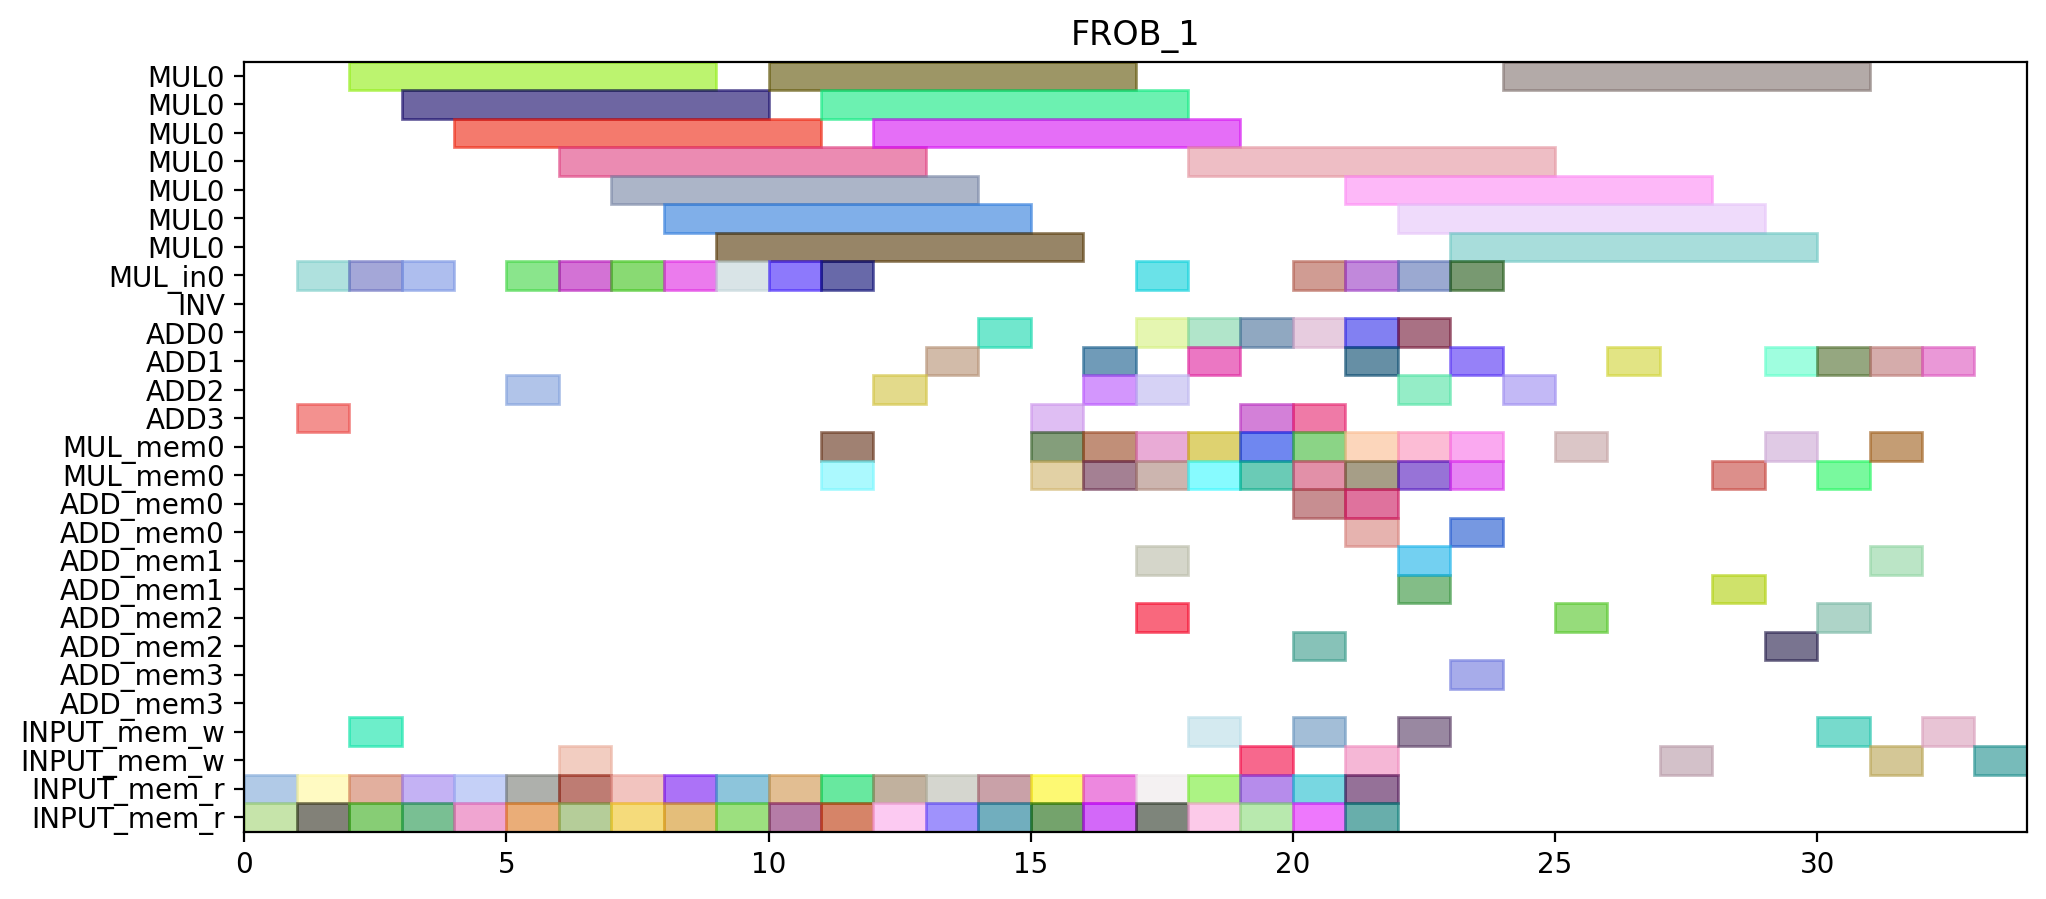 FROB_1
MUL0
MUL0
MUL0
MUL0
MUL0
MUL0
MUL0
MUL_in0
INV
ADD0
ADD1
ADD2
ADD3
MUL_mem0
MUL_mem0
ADD_mem0
ADD_mem0
ADD_mem1
ADD_mem1
ADD_mem2
ADD_mem2
ADD_mem3
ADD_mem3
INPUT_mem_w
INPUT_mem_w
INPUT_mem_r
INPUT_mem_r
0 5 10 15 20 25 30